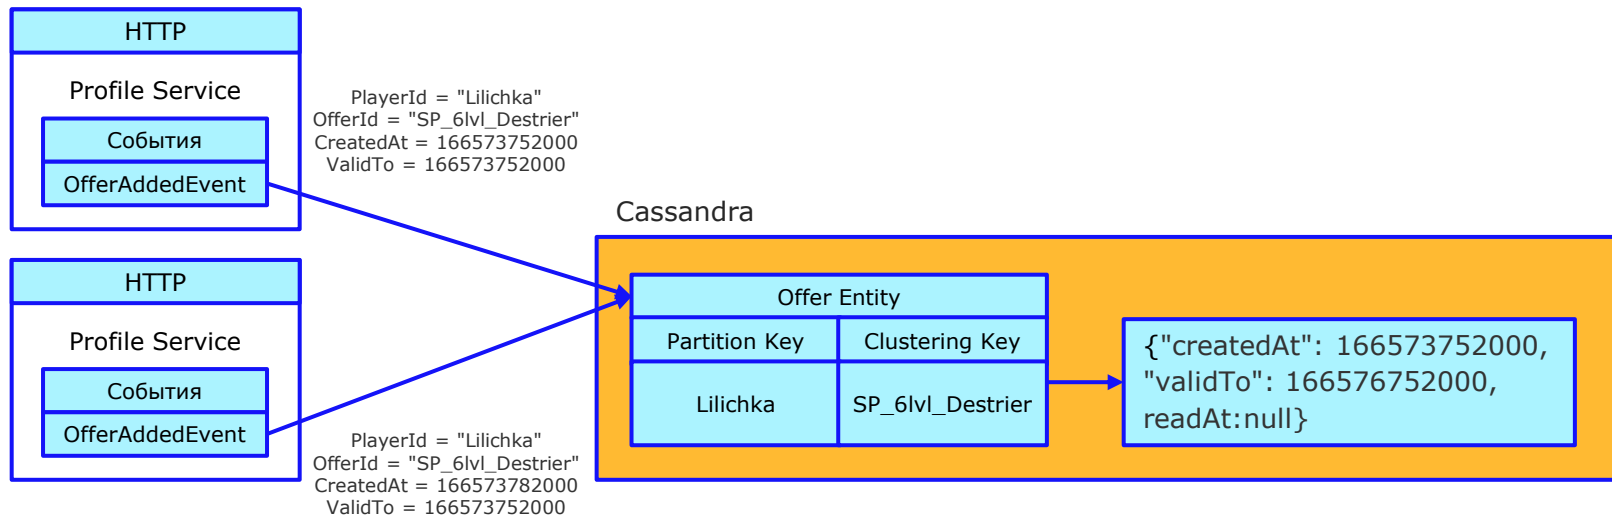 HTTP
Profile Service
События
OfferAddedEvent
PlayerId = "Lilichka"
OfferId = "SP_6lvl_Destrier"
CreatedAt = 166573752000
ValidTo = 166573752000
HTTP
Profile Service
События
OfferAddedEvent
PlayerId = "Lilichka"
OfferId = "SP_6lvl_Destrier"
CreatedAt = 166573782000
ValidTo = 166573752000
Cassandra
Offer Entity
Partition Key
Clustering Key
Lilichka
SP_6lvl_Destrier
{"createdAt": 166573752000,
"validTo": 166576752000,
readAt:null}